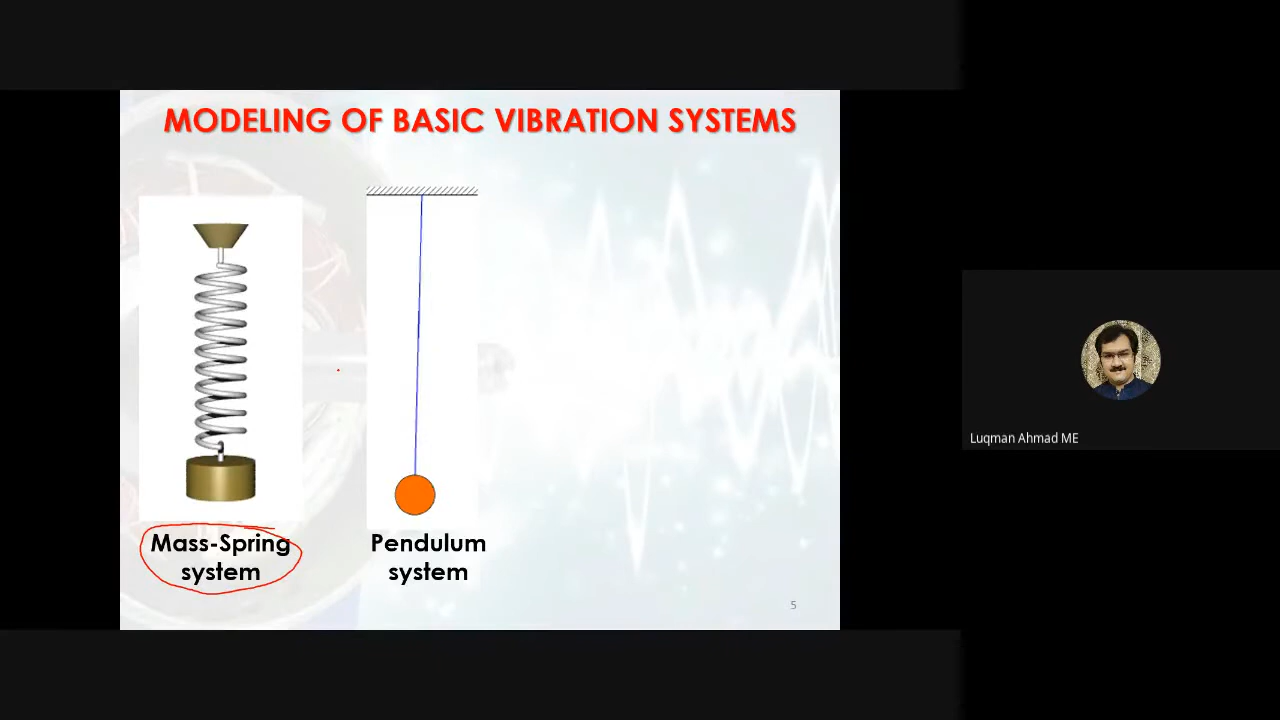 MODELING OF BASIC VIBRATION SYSTEMS
Mass-Spring
system
Pendulum
system
5
Luqman Ahmad ME